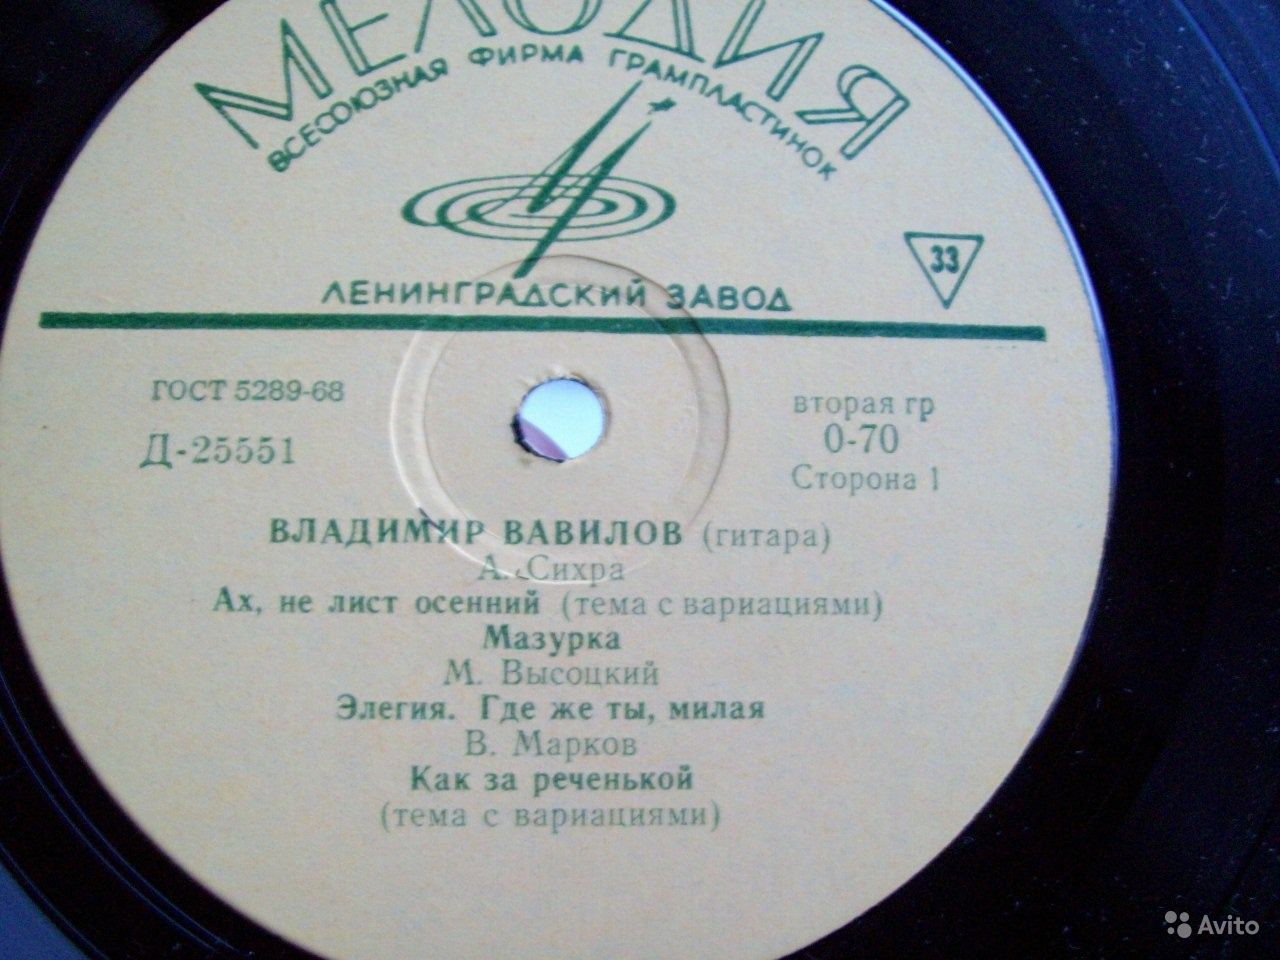 МЕЛОДИЯ
ВСЕСОЮЗНАЯ ФИРМА ГРАМПЛАСТИНОК
33
ЛЕНИНГРАДСКИЙ ЗАВОД
ГОСТ 5289-68
Д-25551
вторая гр
0-70
Сторона 1
ВЛАДИМИР ВАВИЛОВ (гитара)
А. Сихра
Ах, не лист осенний (тема с вариациями)
Мазурка
М. Высоцкий
Элегия. Где же ты, милая
В. Марков
Как за реченькой
(тема с вариациями)
Avito